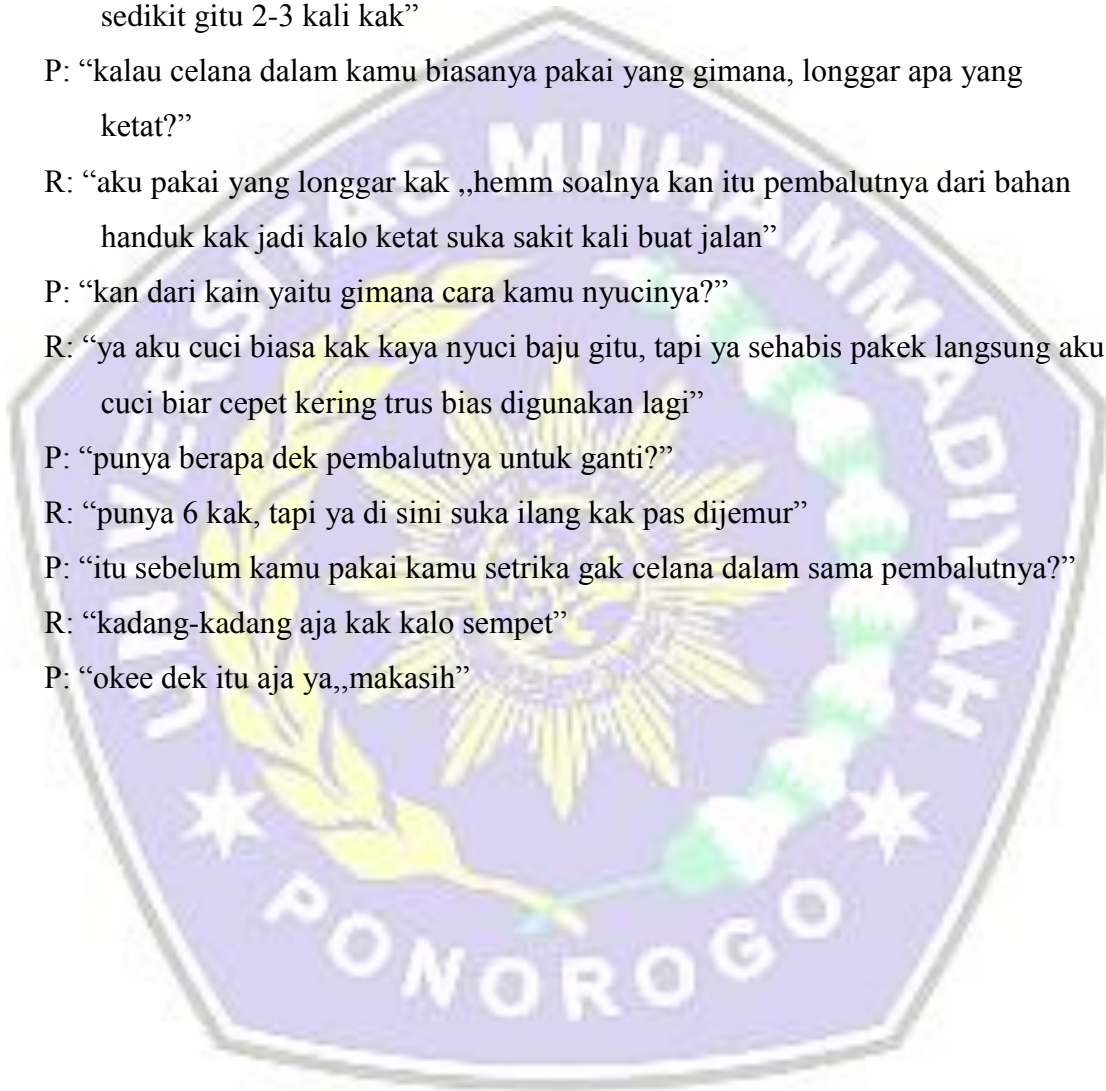 sedikit gitu 2-3 kali kak”
P: “kalau celana dalam kamu biasanya pakai yang gimana, longgar apa yang
ketat?”
R: “aku pakai yang longgar kak ,,hemm soalnya kan itu pembalutnya dari bahan
handuk kak jadi kalo ketat suka sakit kali buat jalan”
P: “kan dari kain yaitu gimana cara kamu nyucinya?”
R: “ya aku cuci biasa kak kaya nyuci baju gitu, tapi ya sehabis pakek langsung aku
cuci biar cepet kering trus bias digunakan lagi”
P: “punya berapa dek pembalutnya untuk ganti?”
R: “punya 6 kak, tapi ya di sini suka ilang kak pas dijemur”
P: “itu sebelum kamu pakai kamu setrika gak celana dalam sama pembalutnya?”
R: “kadang-kadang aja kak kalo sempet”
P: “okee dek itu aja ya,,makasih”
UNIVERSITAS MUHAMMADIYAH
PONOROGO